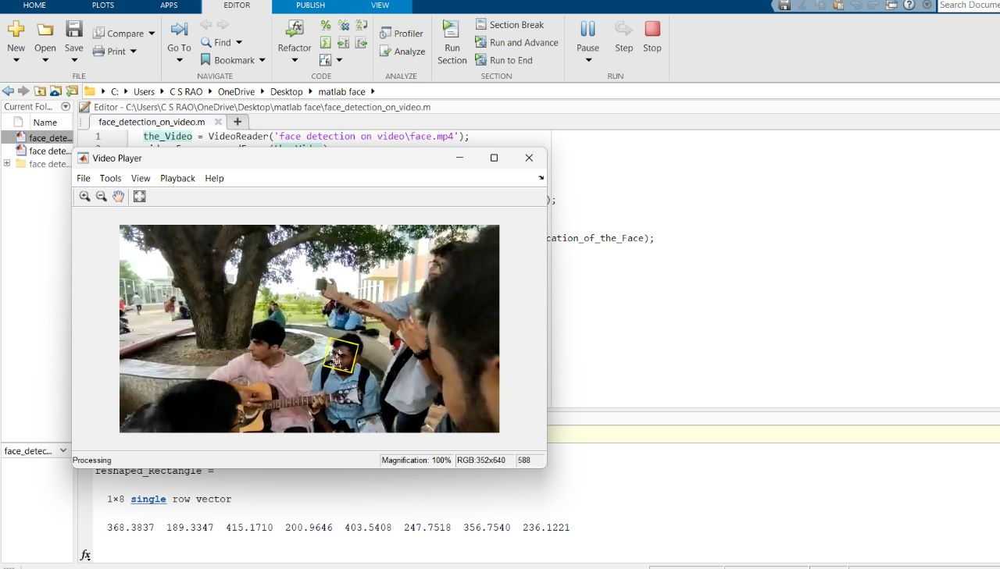 HOME PLOTS APPS EDITOR PUBLISH VIEW
Search Docume
New Open Save Compare Print
FILE
Go To Find Bookmark
NAVIGATE
Refactor
CODE
Profiler Analyze
ANALYZE
Run Section Section Break Run and Advance Run to End
SECTION
Pause Step Stop
RUN
C: Users C S RAO OneDrive Desktop matlab face
Current Fol...
Name
face_dete...
face dete...
face dete...
Editor - C:\Users\C S RAO\OneDrive\Desktop\matlab face\face_detection_on_video.m
face_detection_on_video.m
1 the_Video = VideoReader('face detection on video\face.mp4');
);
cation_of_the_Face);
Video Player
File Tools View Playback Help
Processing Magnification: 100% RGB:352x640 588
face_detec...
reshaped_Rectangle =
1×8 single row vector
368.3837 189.3347 415.1710 200.9646 403.5408 247.7518 356.7540 236.1221
fx